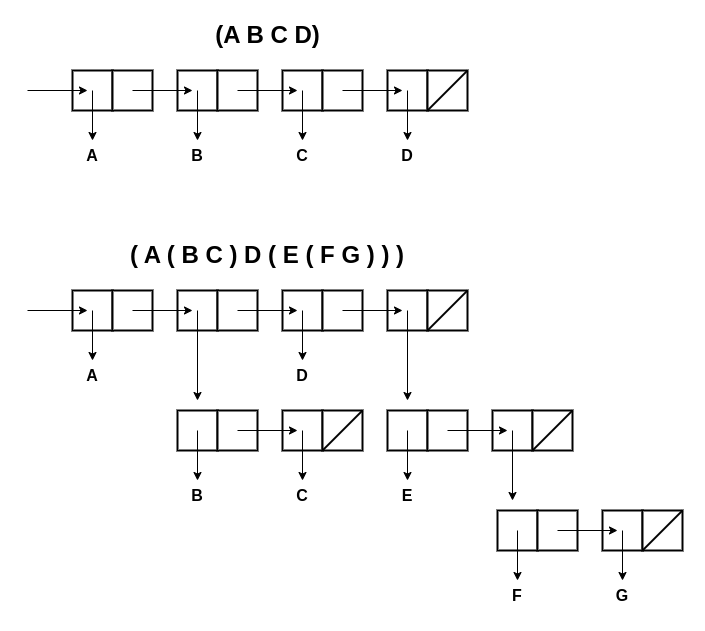 (A B C D)
A B C D
( A ( B C ) D ( E ( F G ) ) )
A D
B C E
F G